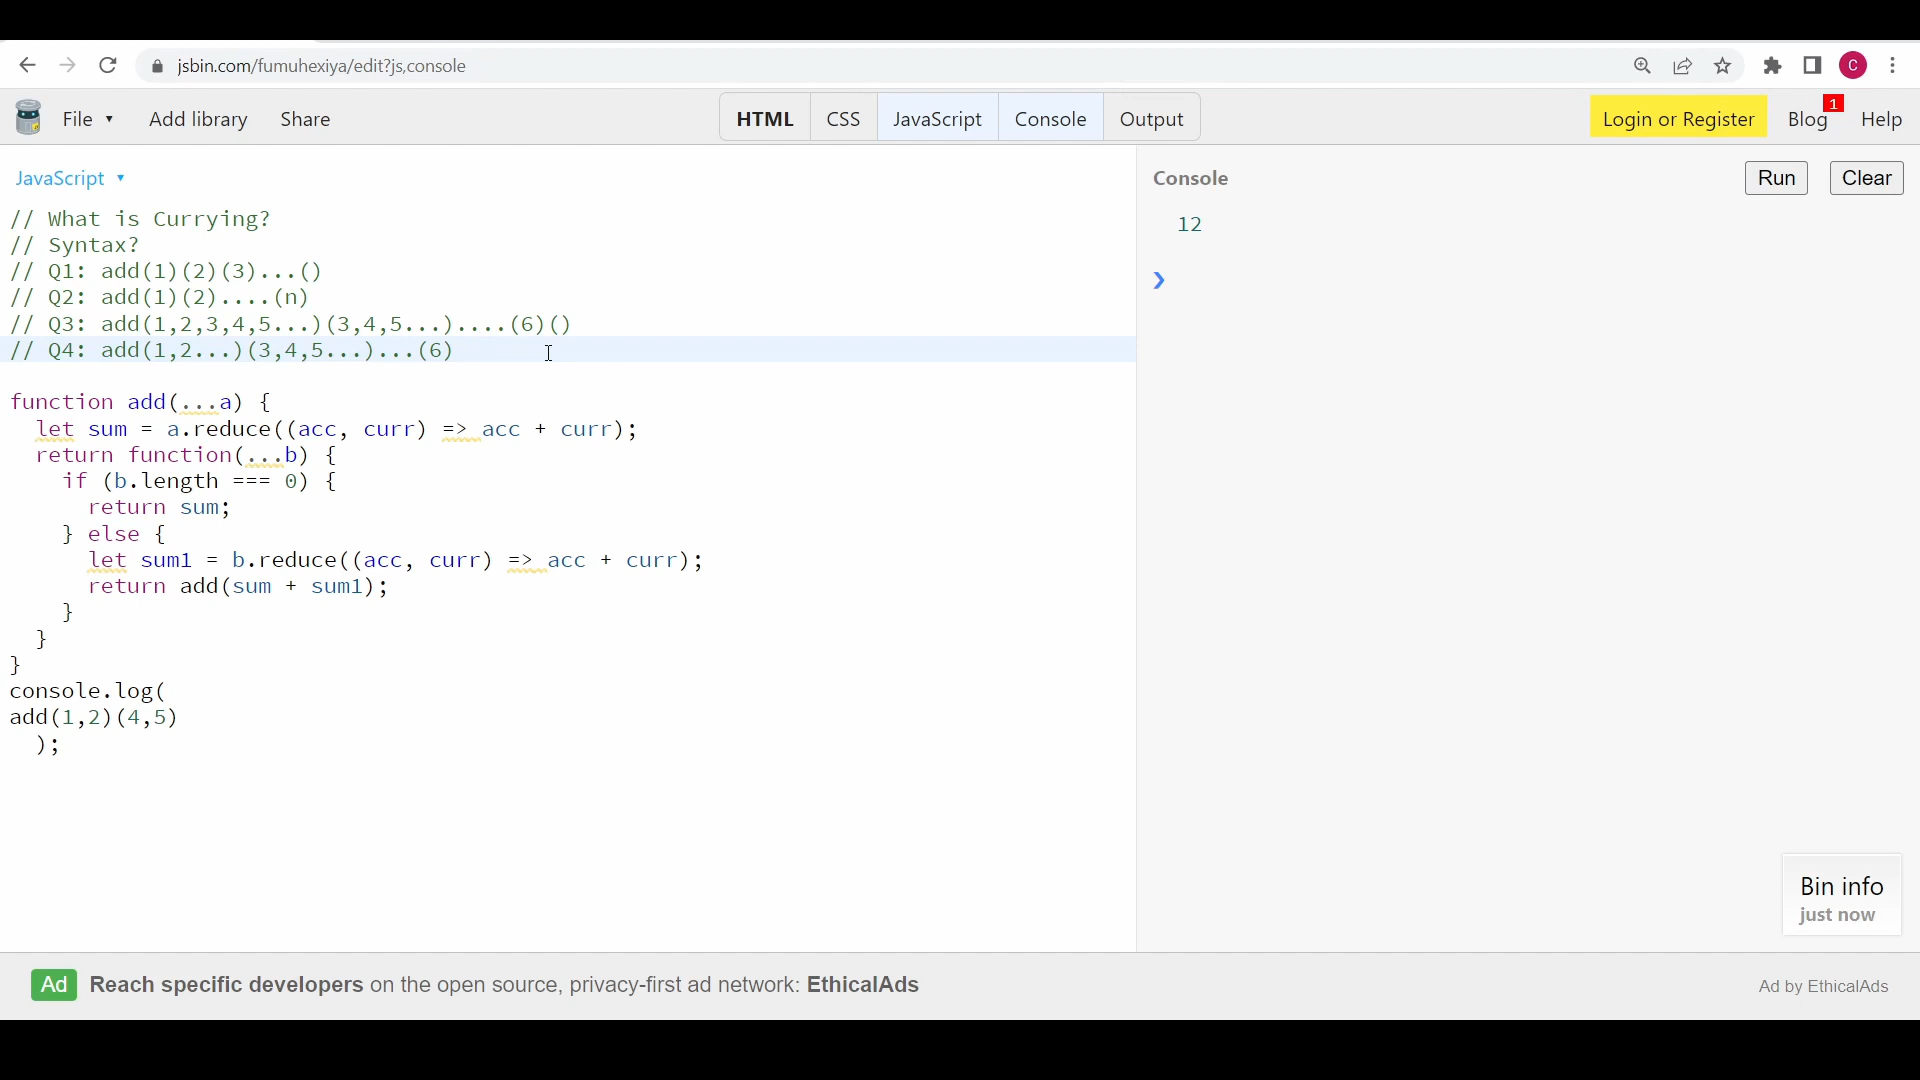 jsbin.com/fumuhexiya/edit?js,console
C
File
Add library
Share
HTML
CSS
JavaScript
Console
Output
Login or Register
Blog
1
Help
JavaScript
// What is Currying?
// Syntax?
// Q1: add(1)(2)(3)...()
// Q2: add(1)(2)....(n)
// Q3: add(1,2,3,4,5...)(3,4,5...)....(6)()
// Q4: add(1,2...)(3,4,5...)...(6)
function add(...a) {
let sum = a.reduce((acc, curr) => acc + curr);
return function(...b) {
if (b.length === 0) {
return sum;
} else {
let sum1 = b.reduce((acc, curr) => acc + curr);
return add(sum + sum1);
}
}
}
console.log(
add(1,2)(4,5)
);
Console
Run
Clear
12
Bin info
just now
Ad
Reach specific developers on the open source, privacy-first ad network: EthicalAds
Ad by EthicalAds